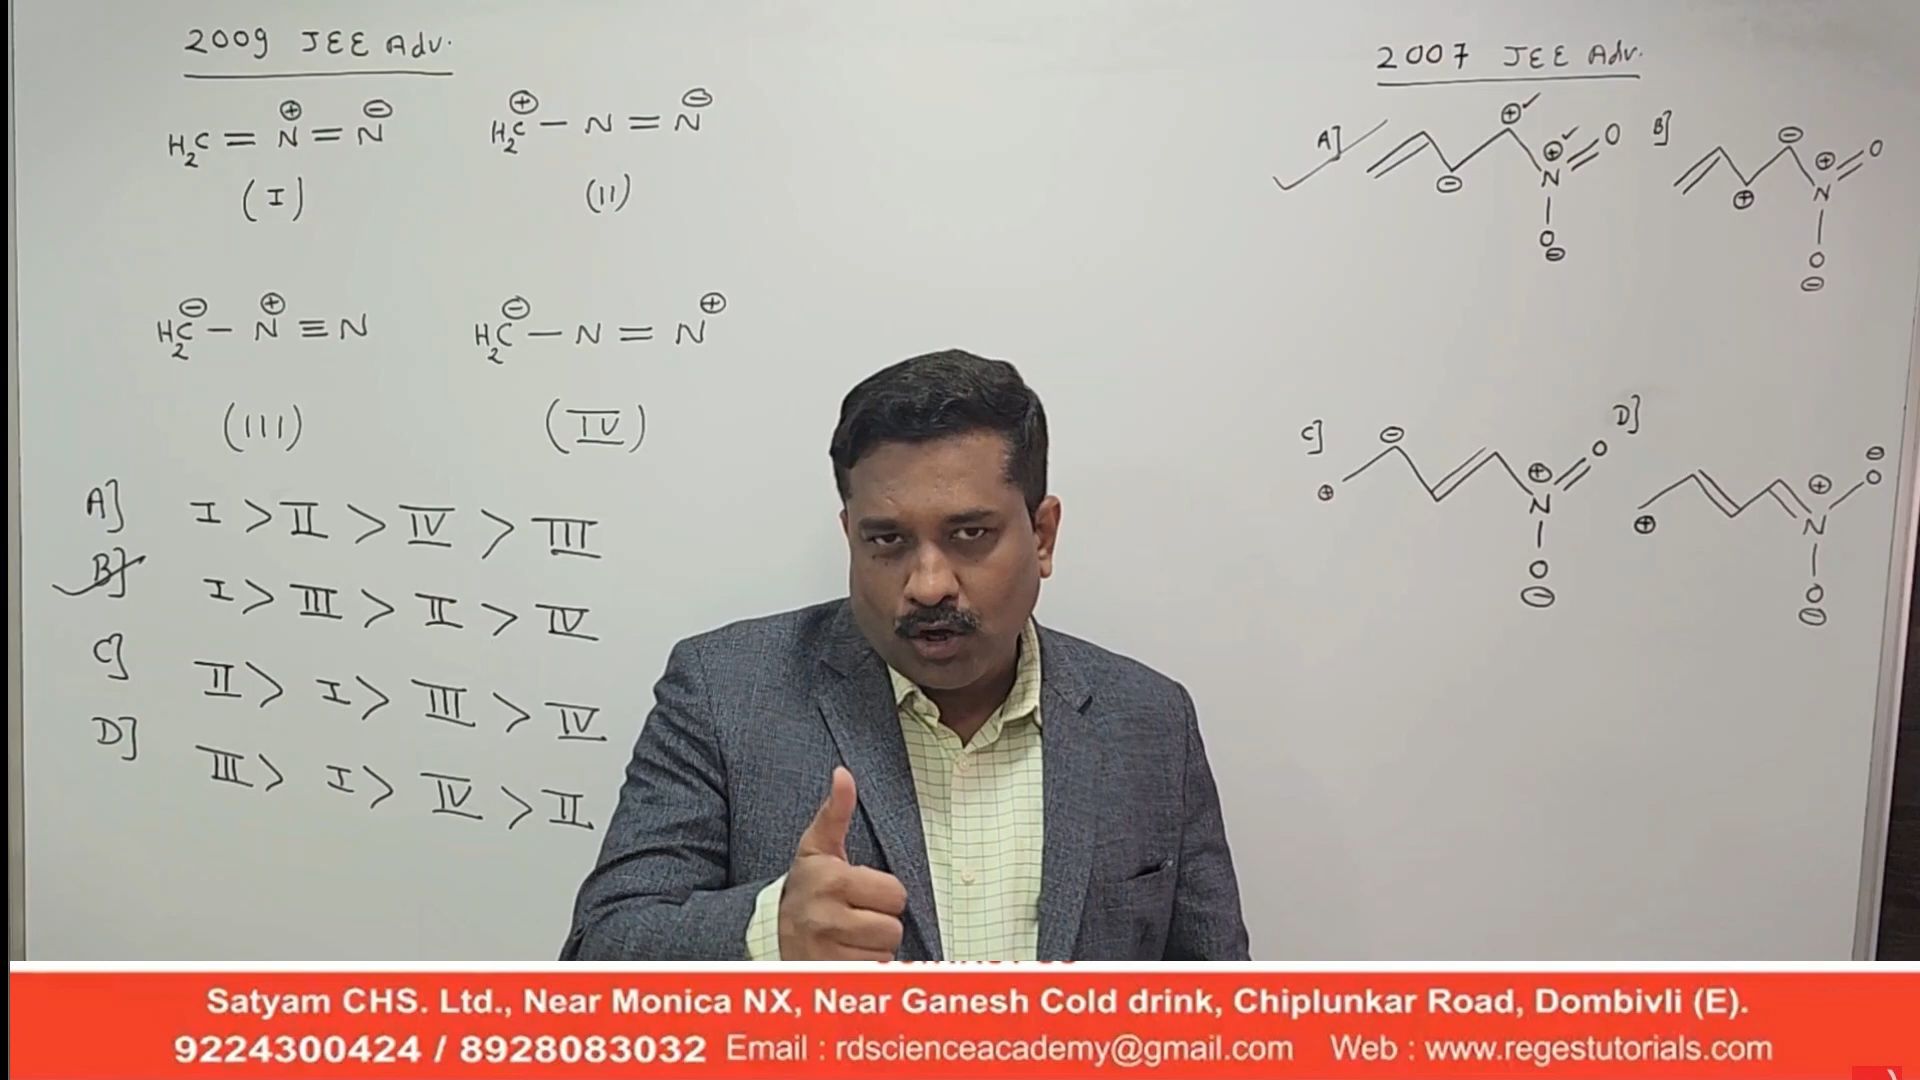 2009 JEE Adv.
H2C = N⊕ = N⊖
(I)
H2C⊕ – N = N⊖
(II)
H2C⊖ – N⊕ ≡ N
(III)
H2C⊖ – N = N⊕
(IV)
A] I > II > IV > III
B] I > III > II > IV
C] II > I > III > IV
D] III > I > IV > II
2007 JEE Adv.
A] ⊕ ⊖ ⊕ N O O ⊖
B] ⊖ ⊕ ⊕ N O O ⊖
C] ⊕ ⊖ ⊕ N O O ⊖
D] ⊕ ⊕ N O ⊖ O ⊖
Satyam CHS. Ltd., Near Monica NX, Near Ganesh Cold drink, Chiplunkar Road, Dombivli (E).
9224300424 / 8928083032 Email : rdscienceacademy@gmail.com Web : www.regestutorials.com